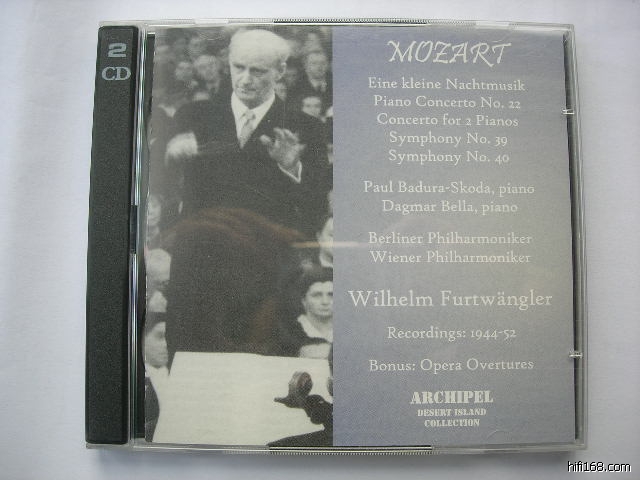 2
CD
MOZART
Eine kleine Nachtmusik
Piano Concerto No. 22
Concerto for 2 Pianos
Symphony No. 39
Symphony No. 40
Paul Badura-Skoda, piano
Dagmar Bella, piano
Berliner Philharmoniker
Wiener Philharmoniker
Wilhelm Furtwängler
Recordings: 1944-52
Bonus: Opera Overtures
ARCHIPEL
DESERT ISLAND
COLLECTION
hifi168.com